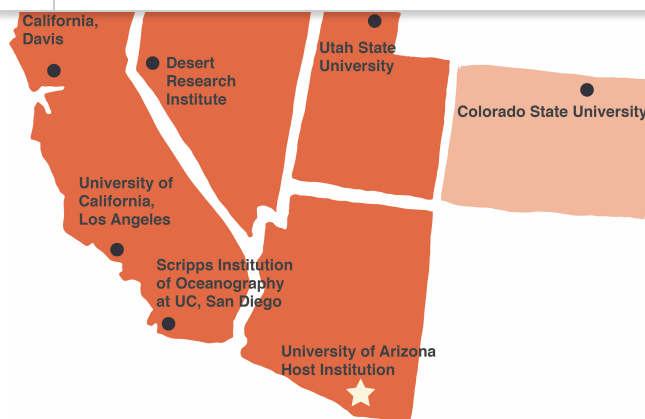 California,
Davis
Utah State
University
Desert
Research
Institute
Colorado State University
University of
California,
Los Angeles
Scripps Institution
of Oceanography
at UC, San Diego
University of Arizona
Host Institution